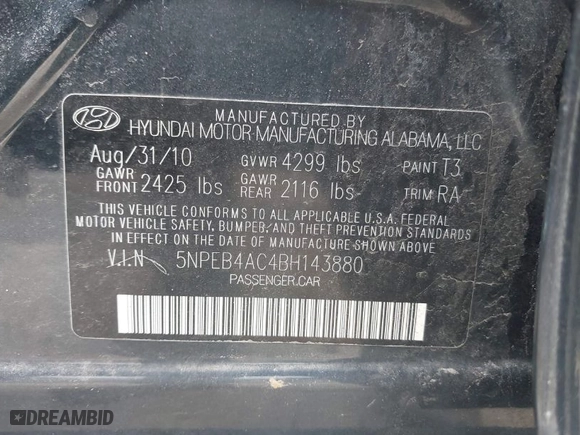 MANUFACTURED BY
HYUNDAI MOTOR MANUFACTURING ALABAMA, LLC
Aug/31/10 GVWR 4299 lbs PAINT T3
GAWR FRONT 2425 lbs GAWR REAR 2116 lbs TRIM RA
THIS VEHICLE CONFORMS TO ALL APPLICABLE U.S.A. FEDERAL
MOTOR VEHICLE SAFETY, BUMPER, AND THEFT PREVENTION STANDARDS
IN EFFECT ON THE DATE OF MANUFACTURE SHOWN ABOVE
V.I.N 5NPEB4AC4BH143880
PASSENGER CAR
DREAMBID